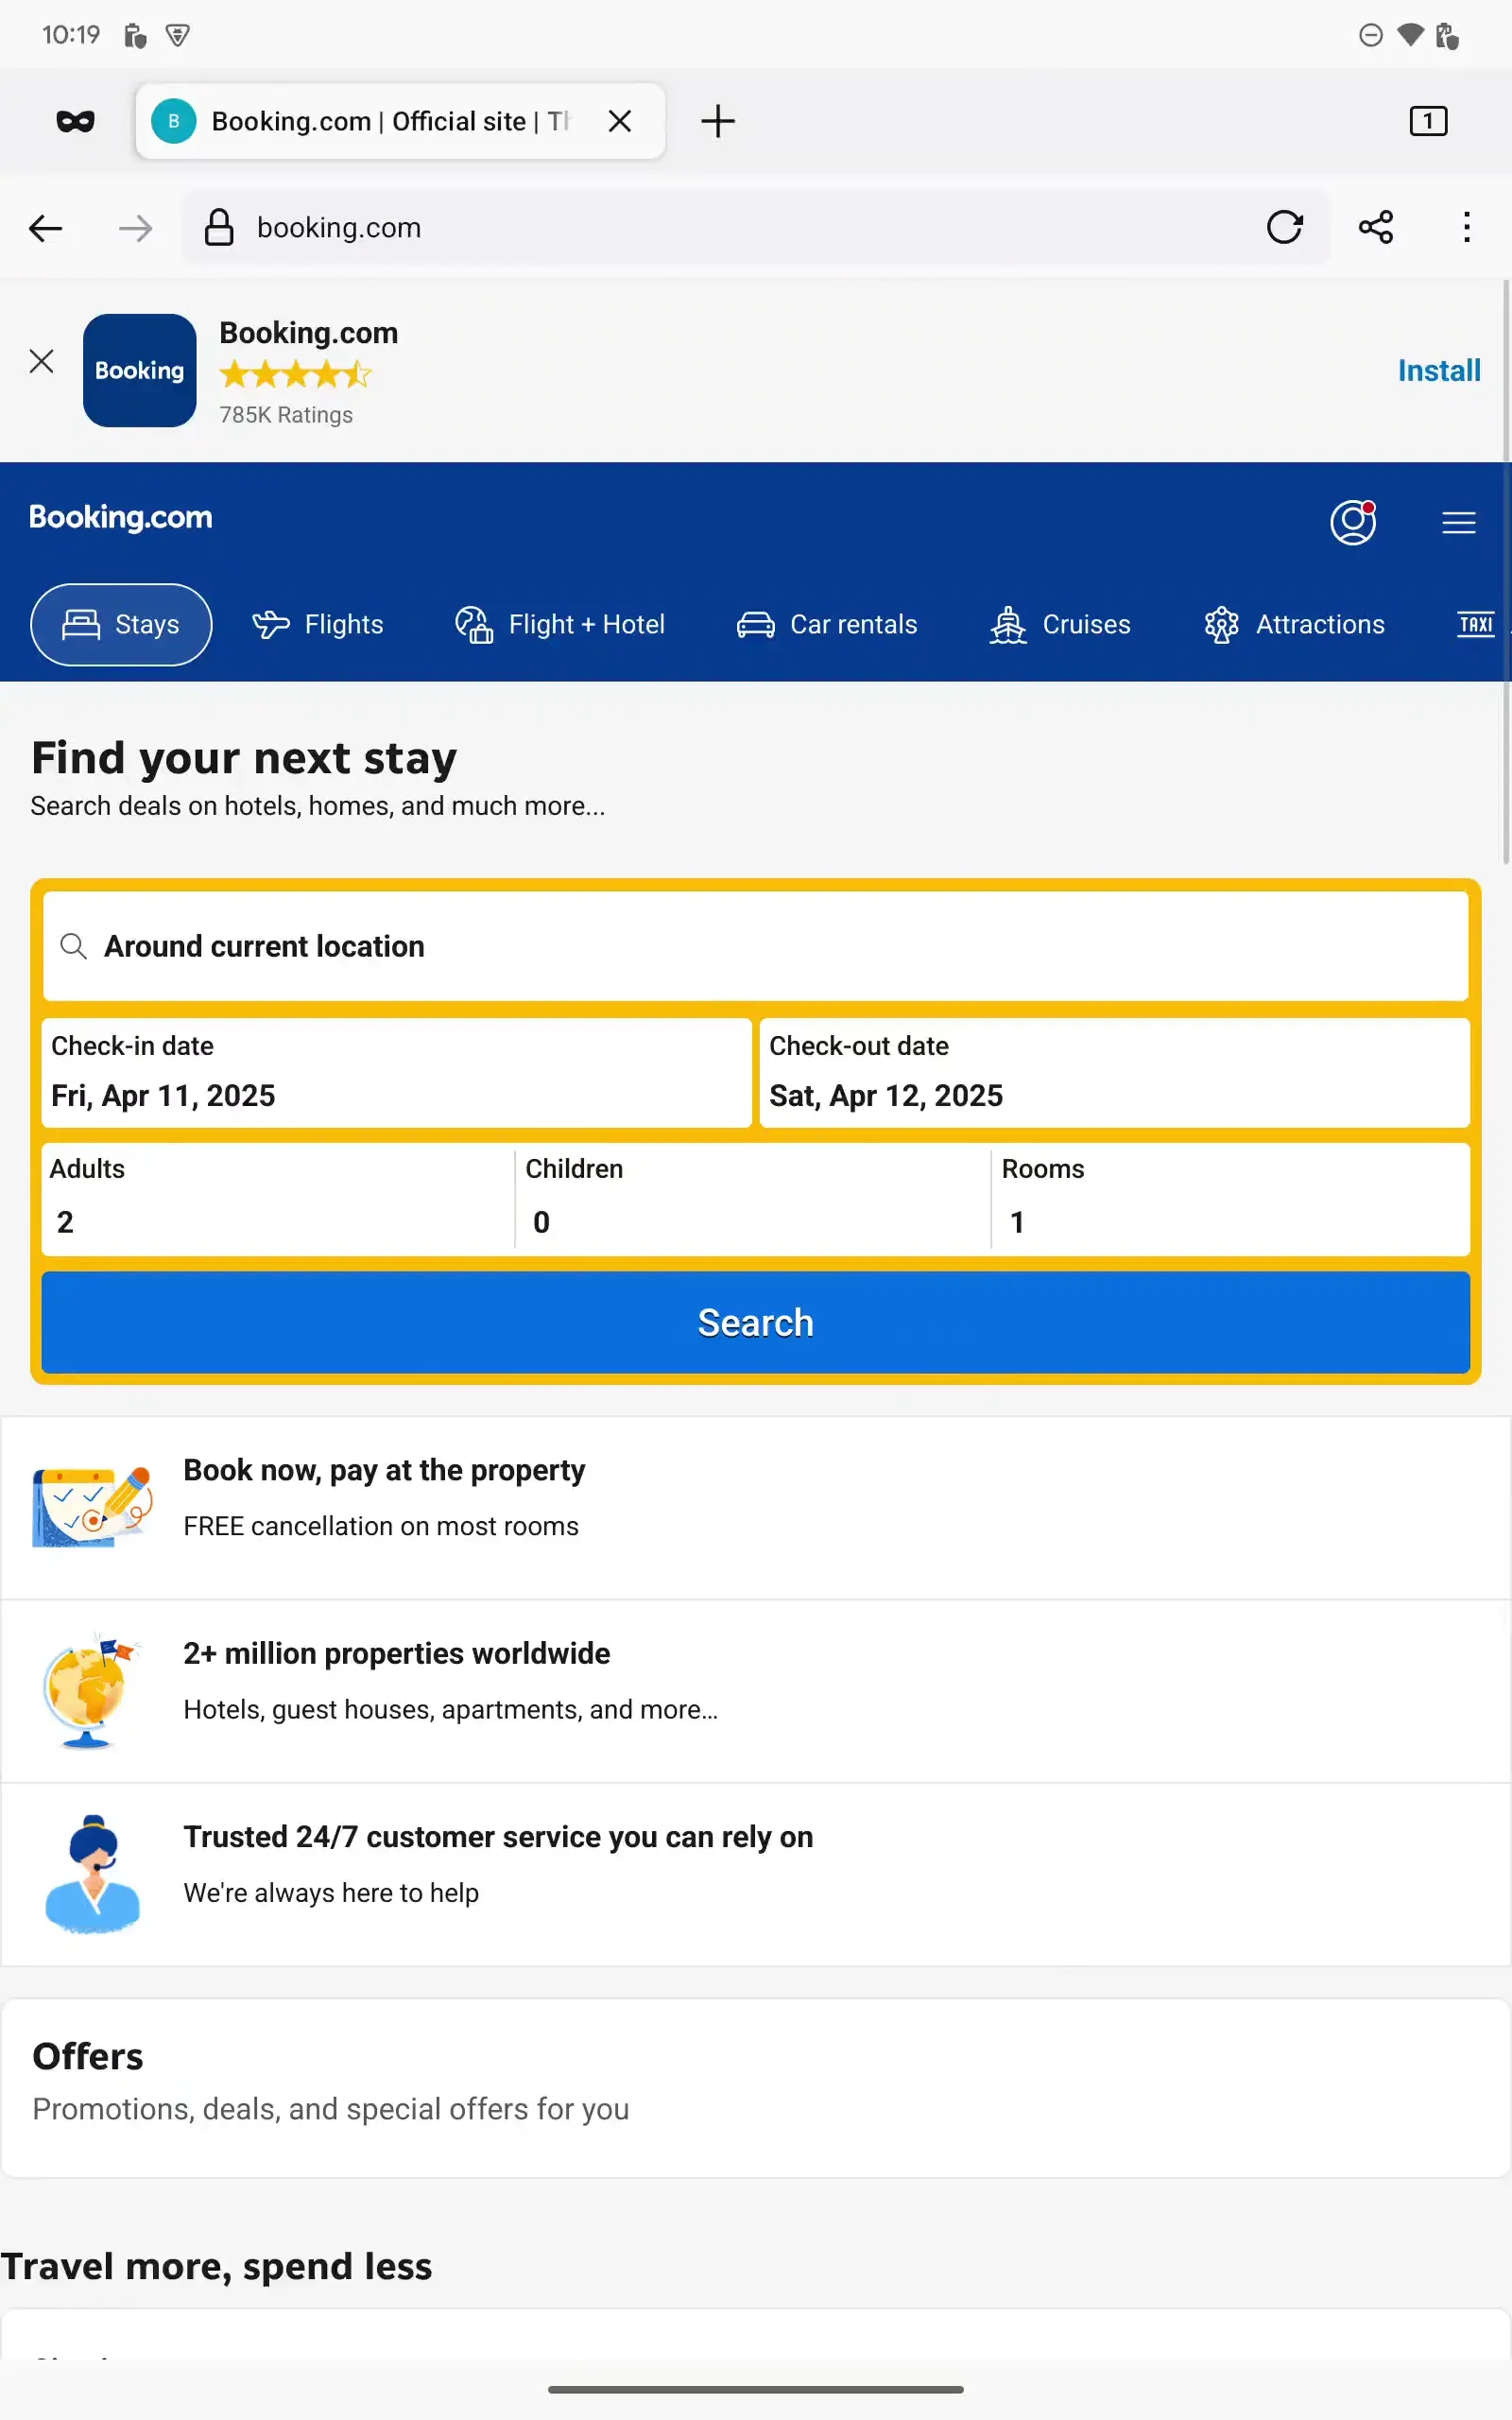 10:19
B
Booking.com | Official site | Th
1
booking.com
Booking
Booking.com
785K Ratings
Install
Booking.com
Stays
Flights
Flight + Hotel
Car rentals
Cruises
Attractions
TAXI
Find your next stay
Search deals on hotels, homes, and much more...
Around current location
Check-in date
Fri, Apr 11, 2025
Check-out date
Sat, Apr 12, 2025
Adults
2
Children
0
Rooms
1
Search
Book now, pay at the property
FREE cancellation on most rooms
2+ million properties worldwide
Hotels, guest houses, apartments, and more…
Trusted 24/7 customer service you can rely on
We're always here to help
Offers
Promotions, deals, and special offers for you
Travel more, spend less